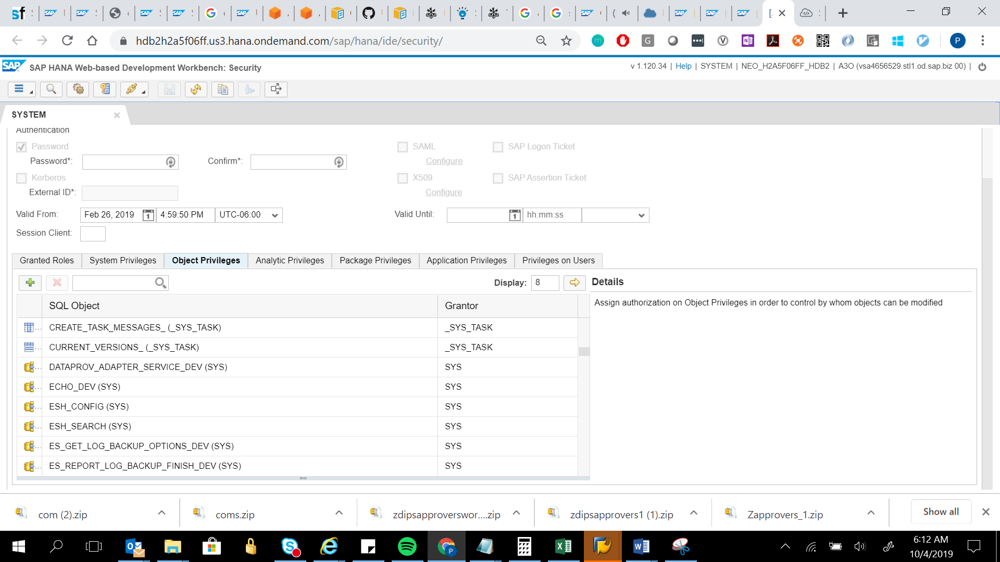 hdb2h2a5f06ff.us3.hana.ondemand.com/sap/hana/ide/security/
SAP SAP HANA Web-based Development Workbench: Security
v 1.120.34 | Help | SYSTEM | NEO_H2A5F06FF_HDB2 | A3O (vsa4656529.stl1.od.sap.biz 00) |
SYSTEM
Authentication
Password SAML SAP Logon Ticket
Password*: Confirm*: Configure
Kerberos X509 SAP Assertion Ticket
External ID*: Configure
Valid From: Feb 26, 2019 4:59:50 PM UTC-06:00 Valid Until: hh:mm:ss
Session Client:
Granted Roles System Privileges Object Privileges Analytic Privileges Package Privileges Application Privileges Privileges on Users
Display: 8 Details
SQL Object Grantor Assign authorization on Object Privileges in order to control by whom objects can be modified
CREATE_TASK_MESSAGES_ (_SYS_TASK) _SYS_TASK
CURRENT_VERSIONS_ (_SYS_TASK) _SYS_TASK
DATAPROV_ADAPTER_SERVICE_DEV (SYS) SYS
ECHO_DEV (SYS) SYS
ESH_CONFIG (SYS) SYS
ESH_SEARCH (SYS) SYS
ES_GET_LOG_BACKUP_OPTIONS_DEV (SYS) SYS
ES_REPORT_LOG_BACKUP_FINISH_DEV (SYS) SYS
com (2).zip coms.zip zdipsapproverswor....zip zdipsapprovers1 (1).zip Zapprovers_1.zip Show all
6:12 AM
10/4/2019